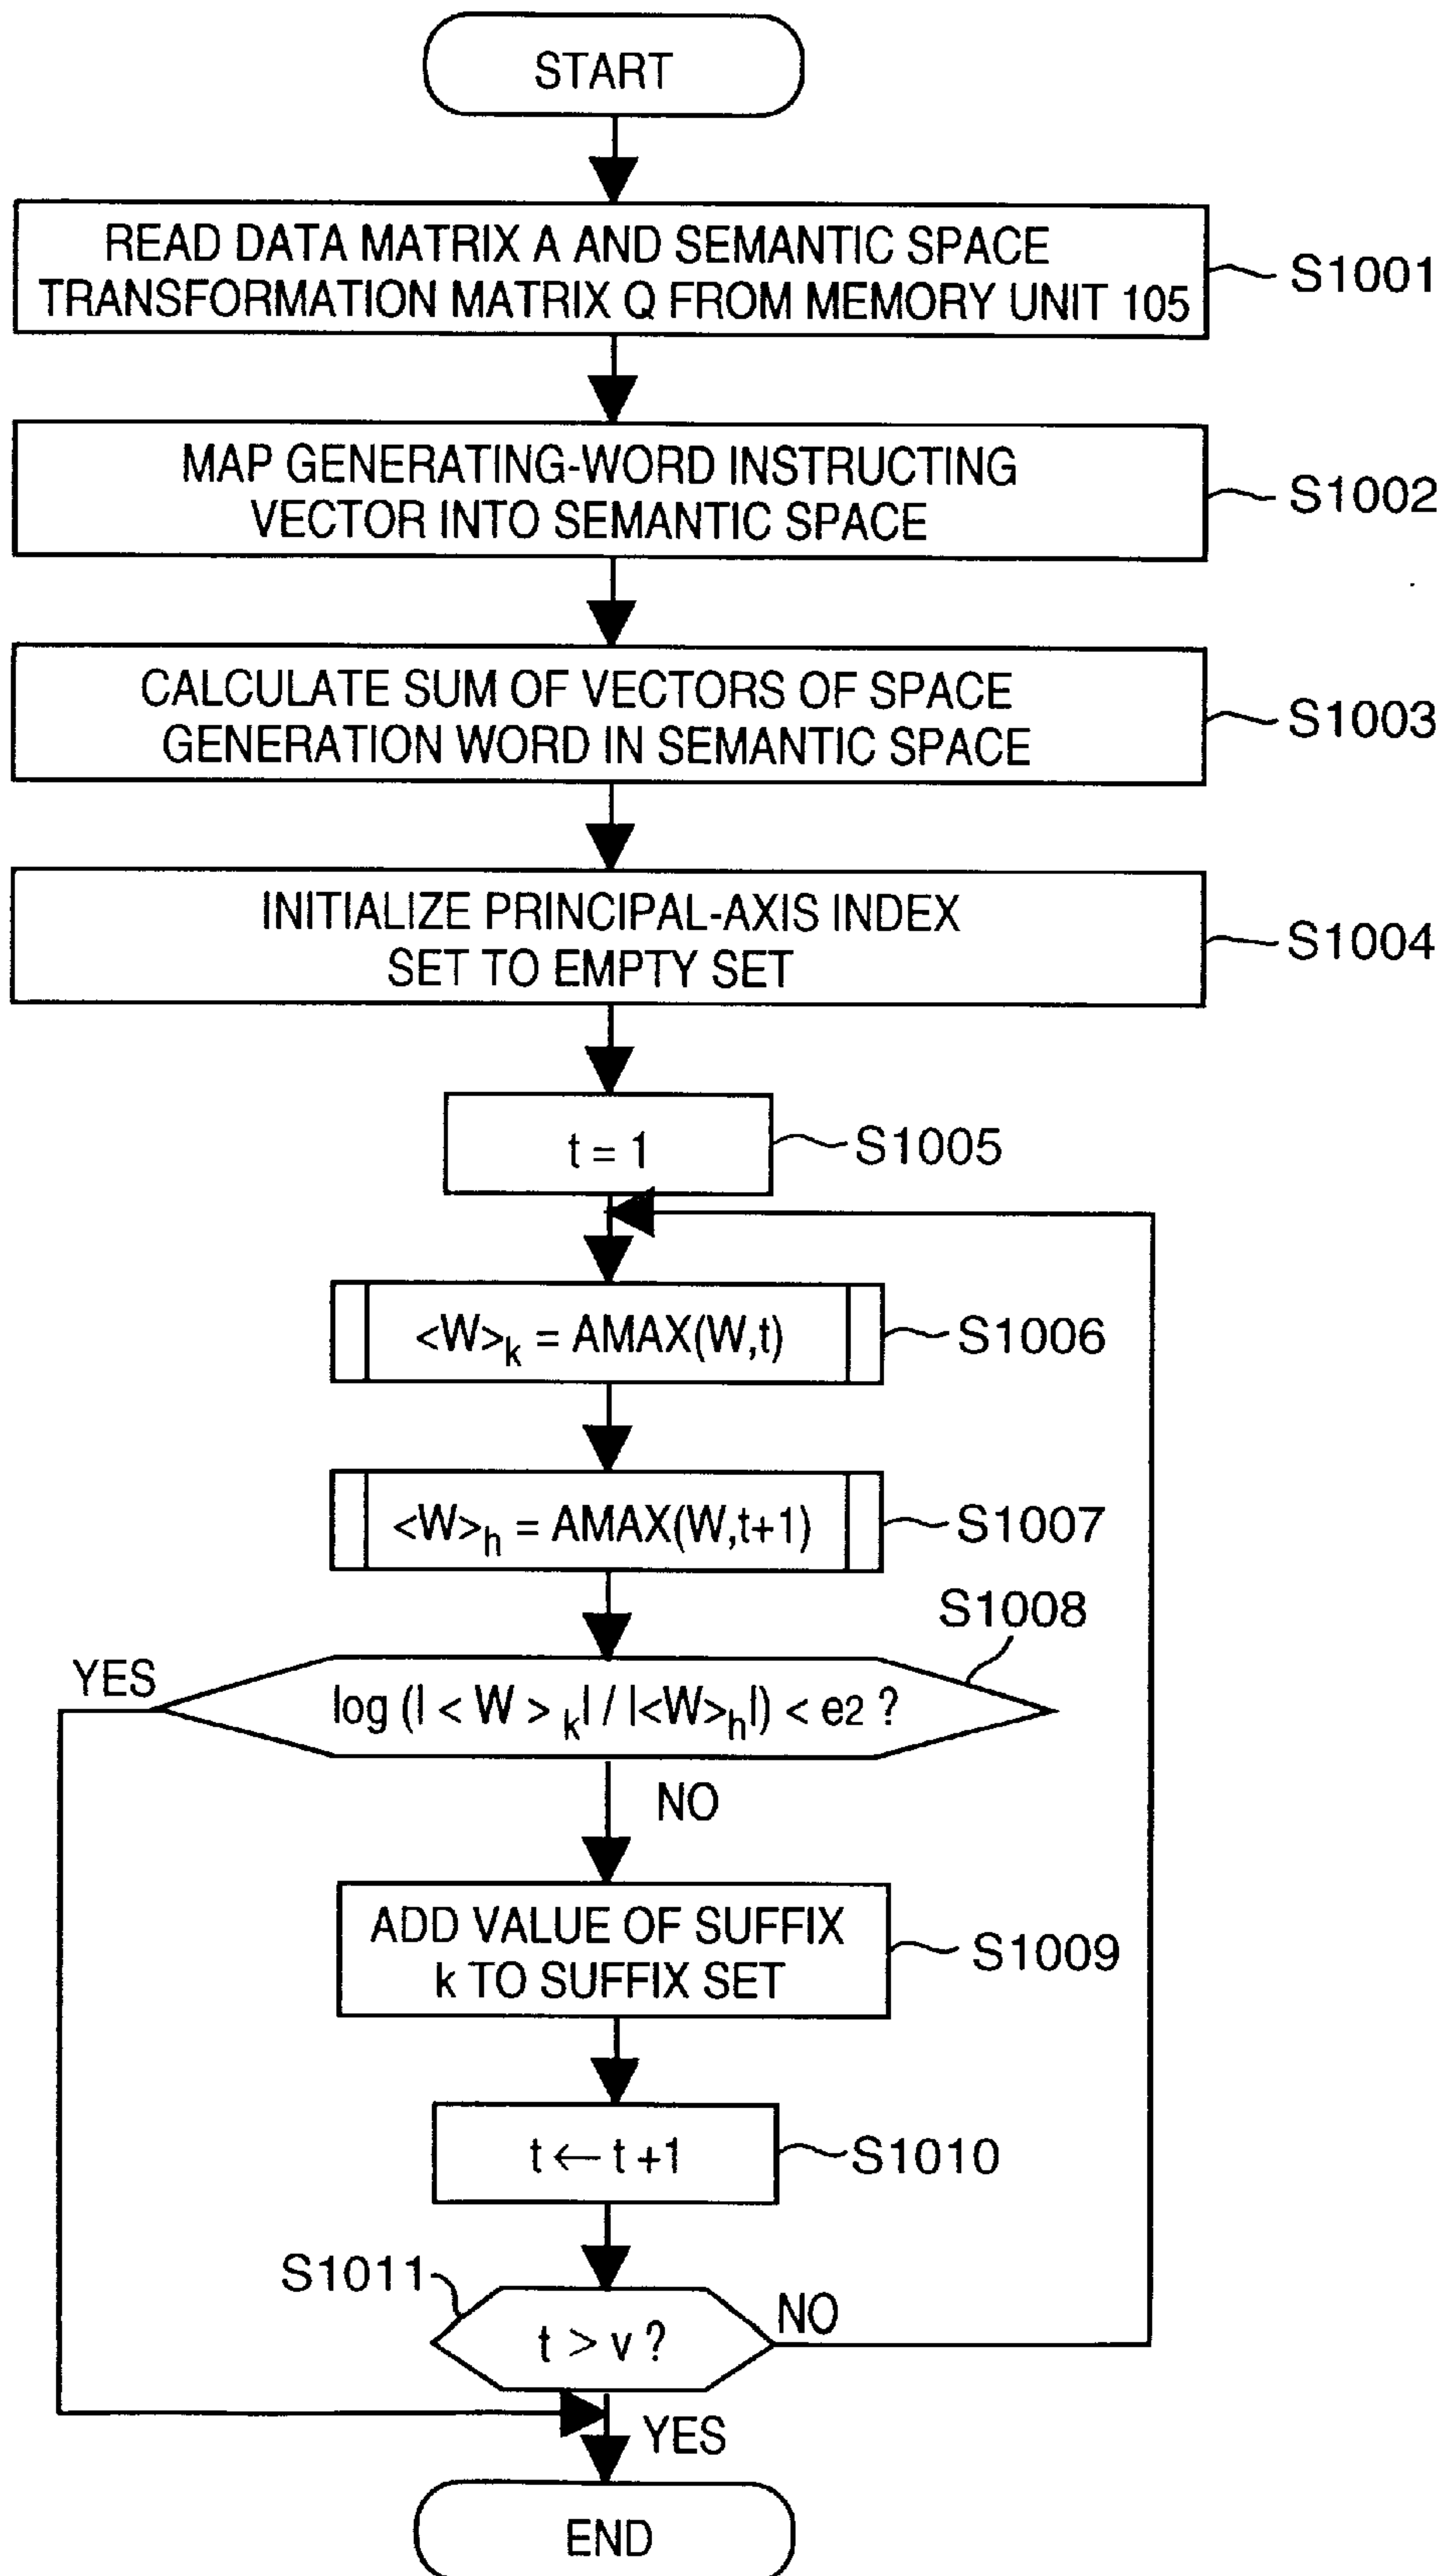 START
READ DATA MATRIX A AND SEMANTIC SPACE
TRANSFORMATION MATRIX Q FROM MEMORY UNIT 105
S1001
MAP GENERATING-WORD INSTRUCTING
VECTOR INTO SEMANTIC SPACE
S1002
CALCULATE SUM OF VECTORS OF SPACE
GENERATION WORD IN SEMANTIC SPACE
S1003
INITIALIZE PRINCIPAL-AXIS INDEX
SET TO EMPTY SET
S1004
t = 1
S1005
<W>k = AMAX(W,t)
S1006
<W>h = AMAX(W,t+1)
S1007
S1008
YES
log (| < W > k| / |<W>h|) < e2 ?
NO
ADD VALUE OF SUFFIX
k TO SUFFIX SET
S1009
t ← t +1
S1010
S1011
t > v ?
NO
YES
END